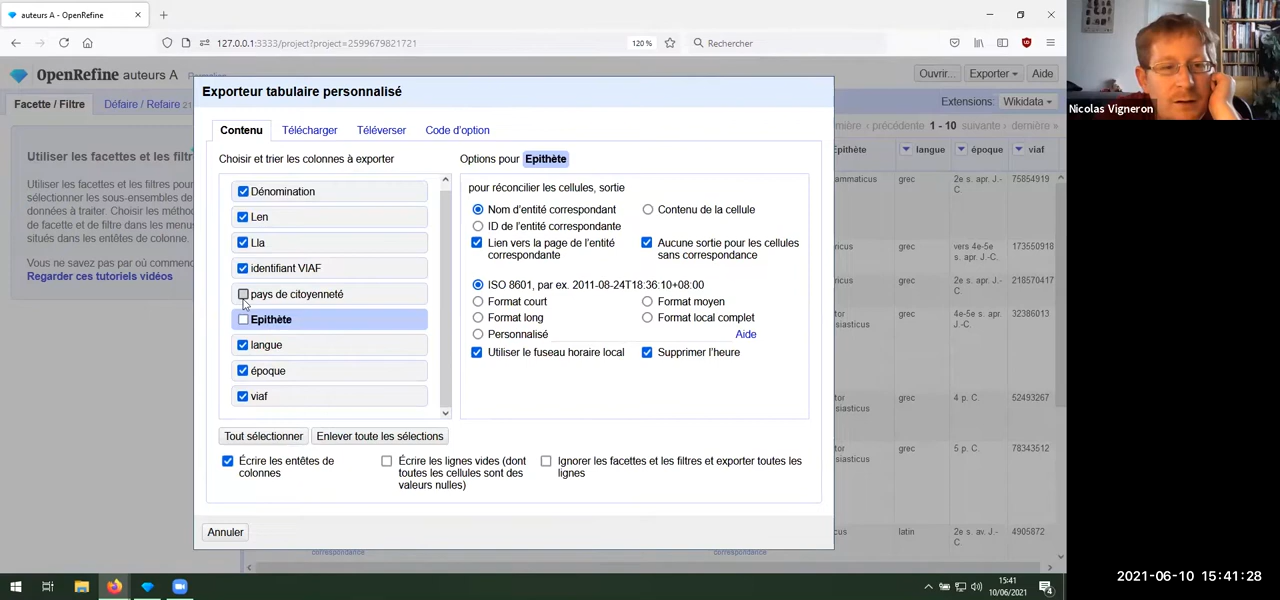 auteurs A - OpenRefine
127.0.0.1:3333/project?project=2599679821721
120 %
Rechercher
OpenRefine auteurs A
Ouvrir...
Exporter
Aide
Facette / Filtre
Défaire / Refaire
Extensions:
Wikidata
précédente 1 - 10 suivante › dernière »
Utiliser les facettes et les filtr
Utiliser les facettes et les filtres pour
sélectionner les sous-ensembles de
données à traiter. Choisir les métho
de facette et de filtre dans les menus
situés dans les entêtes de colonne.
Vous ne savez pas par où commen
Regarder ces tutoriels vidéos
Exporteur tabulaire personnalisé
Contenu
Télécharger
Téléverser
Code d'option
Choisir et trier les colonnes à exporter
Dénomination
Len
Lla
identifiant VIAF
pays de citoyenneté
Epithète
langue
époque
viaf
Tout sélectionner
Enlever toute les sélections
Écrire les entêtes de
colonnes
Écrire les lignes vides (dont
toutes les cellules sont des
valeurs nulles)
Ignorer les facettes et les filtres et exporter toutes les
lignes
Options pour Epithète
pour réconcilier les cellules, sortie
Nom d'entité correspondant
Contenu de la cellule
ID de l'entité correspondante
Lien vers la page de l'entité
correspondante
Aucune sortie pour les cellules
sans correspondance
ISO 8601, par ex. 2011-08-24T18:36:10+08:00
Format court
Format moyen
Format long
Format local complet
Personnalisé
Aide
Utiliser le fuseau horaire local
Supprimer l'heure
Annuler
langue
époque
viaf
grec
2e s. apr. J.-
C.
75854919
grec
vers 4e-5e
s. apr. J.-C.
173550918
grec
2e s. apr. J.-
C.
218570417
grec
4e-5e s. apr.
J.-C.
32386013
grec
4 p. C.
52493267
grec
5 p. C.
78343512
latin
2e s. av. J.-
C.
4905872
correspondance
correspondance
Nicolas Vigneron
15:41
10/06/2021
2021-06-10 15:41:28